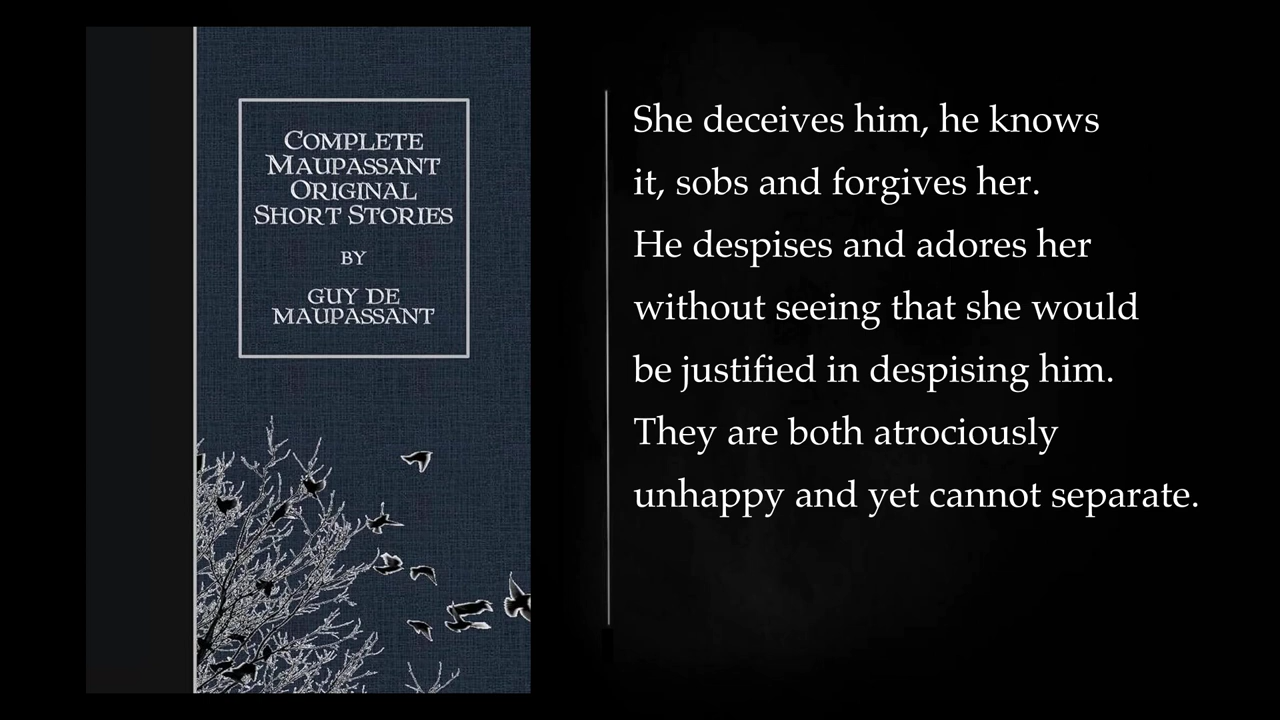 COMPLETE
MAUPASSANT
ORIGINAL
SHORT STORIES
BY
GUY DE
MAUPASSANT
She deceives him, he knows
it, sobs and forgives her.
He despises and adores her
without seeing that she would
be justified in despising him.
They are both atrociously
unhappy and yet cannot separate.